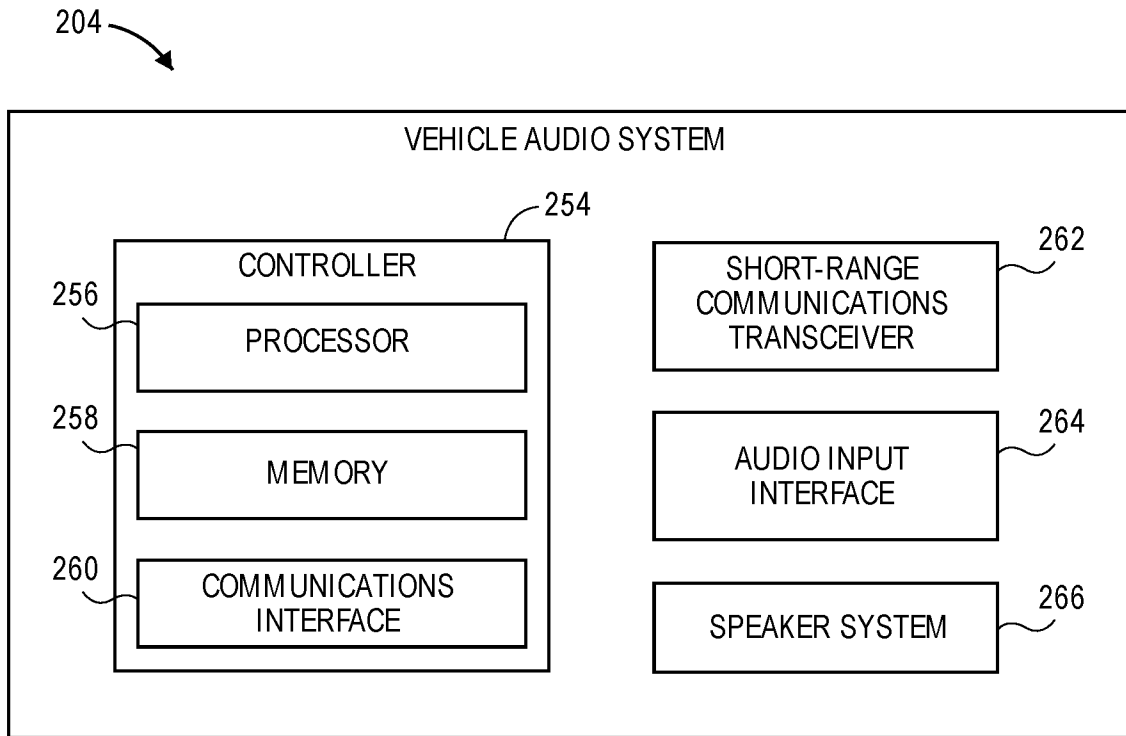 204
VEHICLE AUDIO SYSTEM
254
CONTROLLER
256
PROCESSOR
258
MEMORY
260
COMMUNICATIONS
INTERFACE
262
SHORT-RANGE
COMMUNICATIONS
TRANSCEIVER
264
AUDIO INPUT
INTERFACE
266
SPEAKER SYSTEM